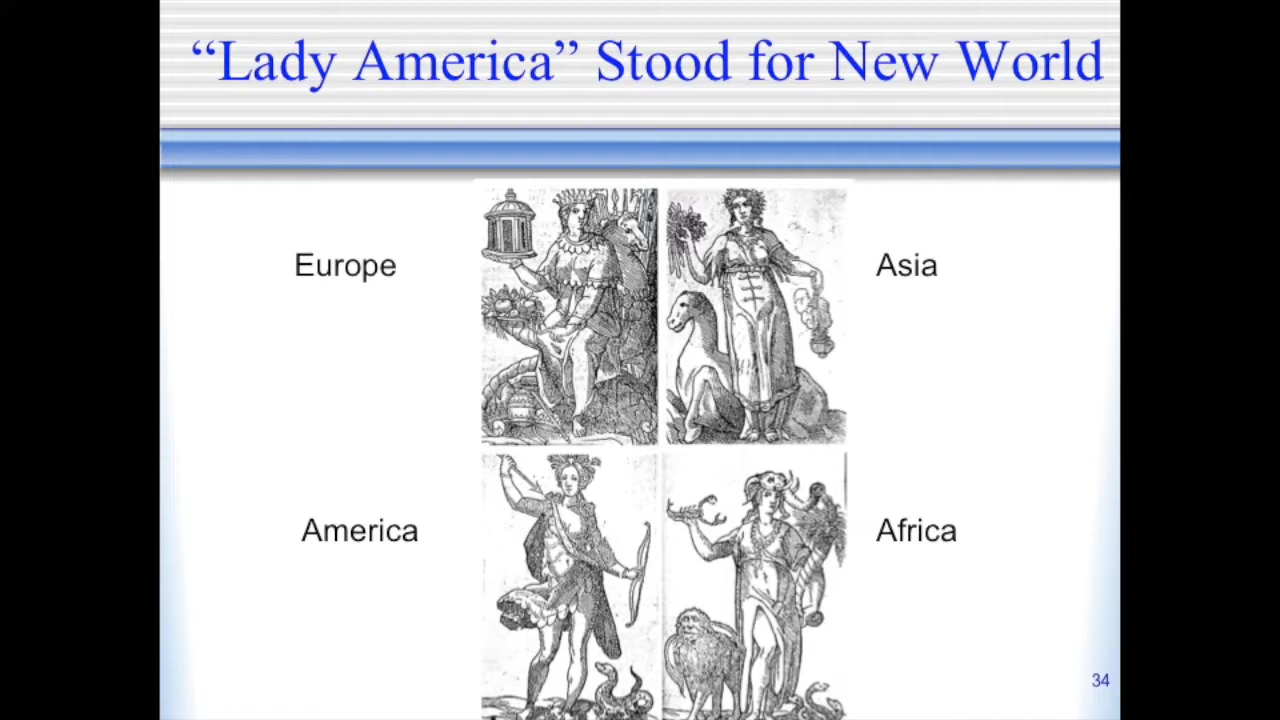 “Lady America” Stood for New World
Europe
Asia
America
Africa
34